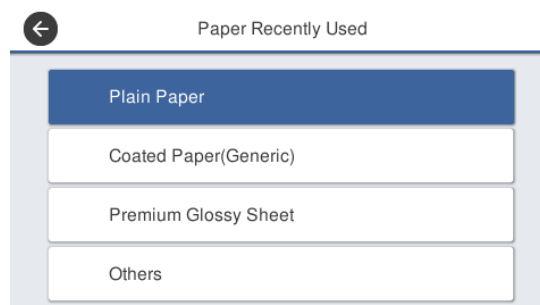 Paper Recently Used
Plain Paper
Coated Paper(Generic)
Premium Glossy Sheet
Others